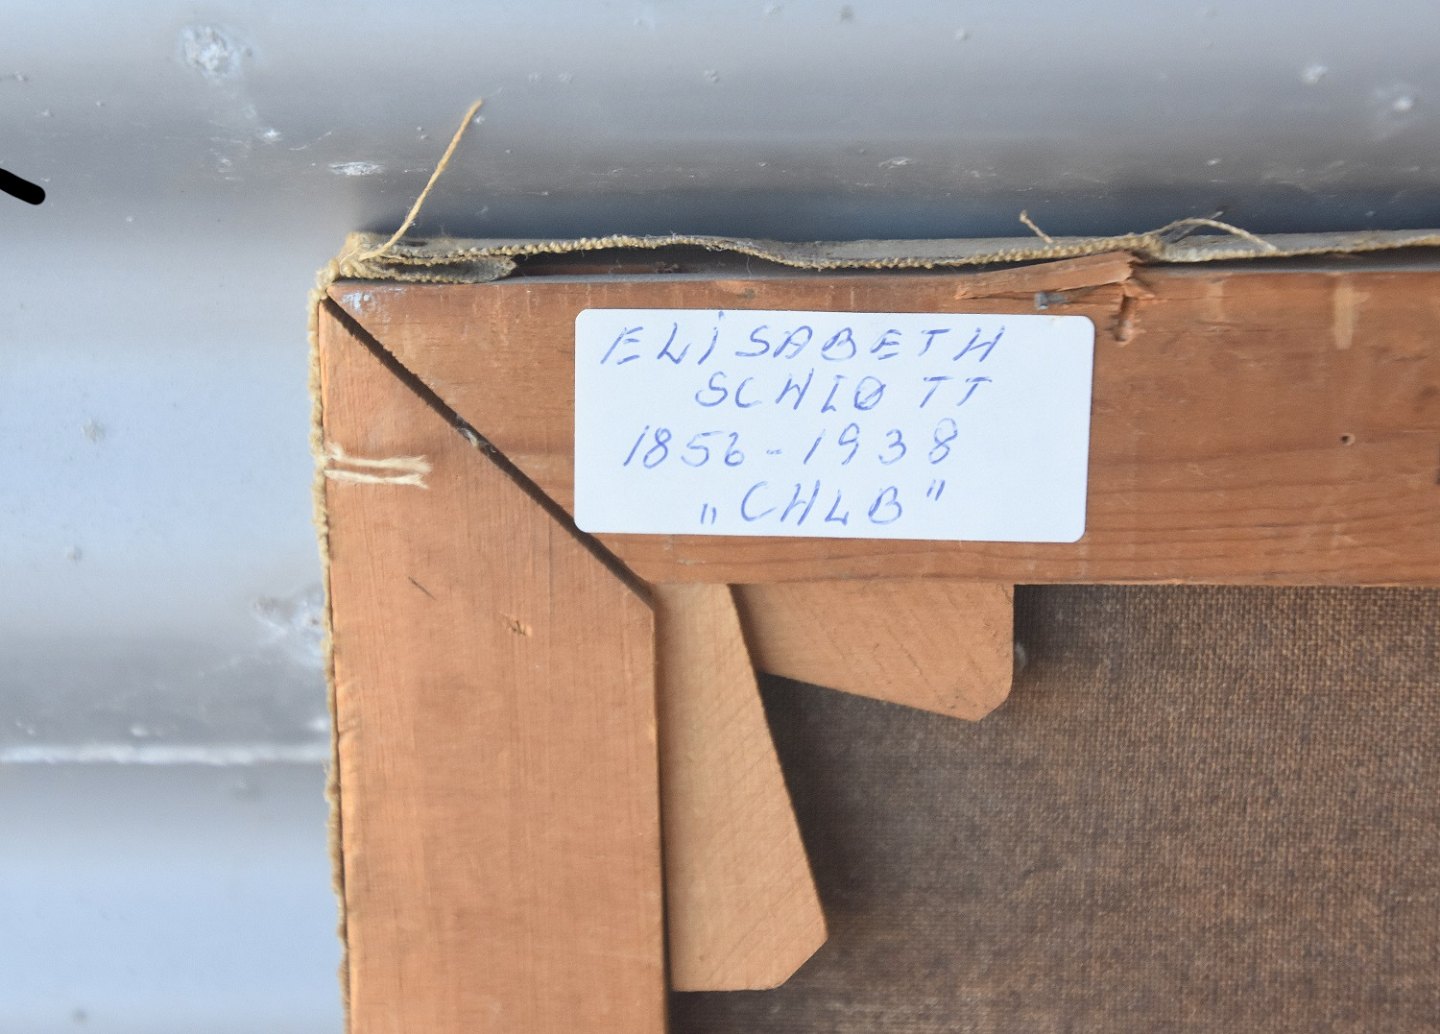 ELISABETH
SCHIØTT
1856-1938
„CHLB"